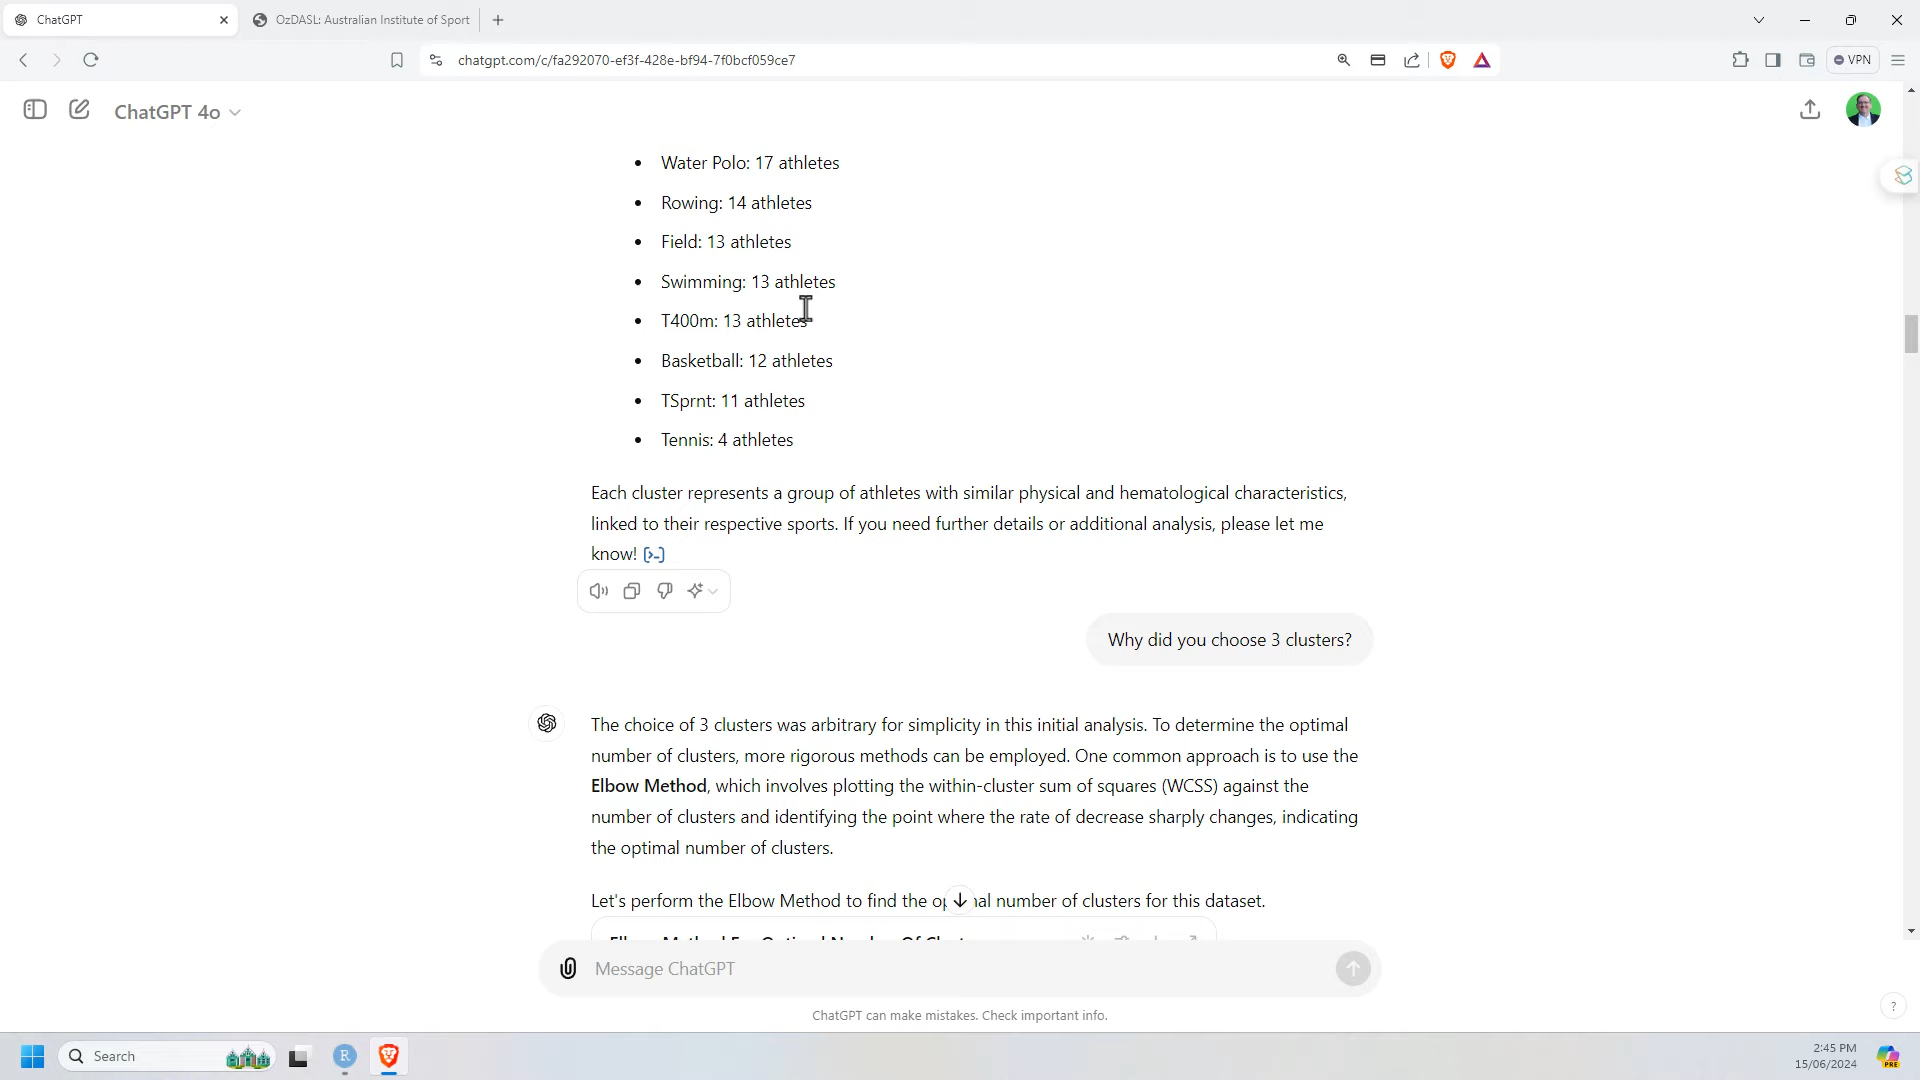 ChatGPT
OzDASL: Australian Institute of Sport
chatgpt.com/c/fa292070-ef3f-428e-bf94-7f0bcf059ce7
VPN
ChatGPT 4o
• Water Polo: 17 athletes
• Rowing: 14 athletes
• Field: 13 athletes
• Swimming: 13 athletes
• T400m: 13 athletes
• Basketball: 12 athletes
• TSprnt: 11 athletes
• Tennis: 4 athletes
Each cluster represents a group of athletes with similar physical and hematological characteristics,
linked to their respective sports. If you need further details or additional analysis, please let me
know! [>-]
Why did you choose 3 clusters?
The choice of 3 clusters was arbitrary for simplicity in this initial analysis. To determine the optimal
number of clusters, more rigorous methods can be employed. One common approach is to use the
Elbow Method, which involves plotting the within-cluster sum of squares (WCSS) against the
number of clusters and identifying the point where the rate of decrease sharply changes, indicating
the optimal number of clusters.
Let's perform the Elbow Method to find the op nal number of clusters for this dataset.
Message ChatGPT
ChatGPT can make mistakes. Check important info.
?
Search
R
2:45 PM
15/06/2024
PRE